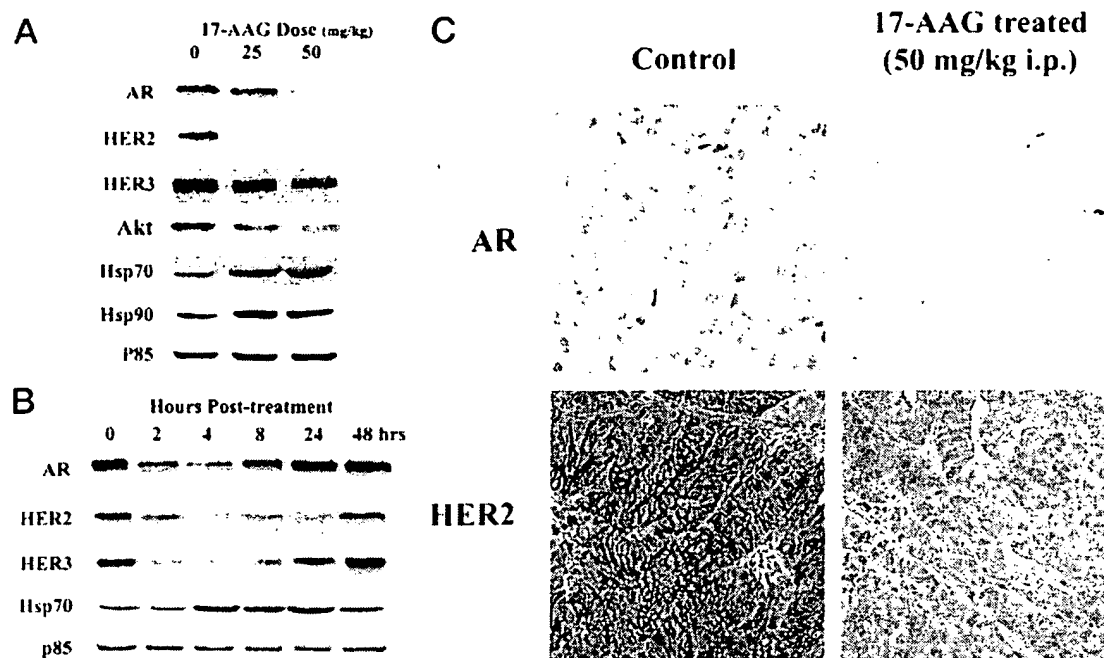 A
17-AAG Dose (mg/kg)
0 25 50
AR
HER2
HER3
Akt
Hsp70
Hsp90
P85
B
Hours Post-treatment
0 2 4 8 24 48 hrs
AR
HER2
HER3
Hsp70
p85
C
Control
17-AAG treated
(50 mg/kg i.p.)
AR
HER2